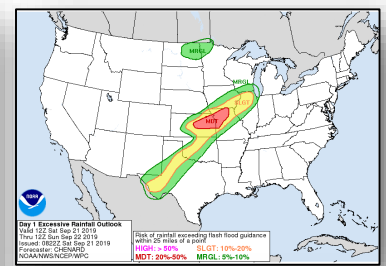 MRGL
MRGL
SLGT
MDT
NOAA
Day 1 Excessive Rainfall Outlook
Valid 12Z Sat Sep 21 2019
Thru 12Z Sun Sep 22 2019
Issued: 0822Z Sat Sep 21 2019
Forecaster: CHENARD
NOAA/NWS/NCEP/WPC
Risk of rainfall exceeding flash flood guidance
within 25 miles of a point
HIGH: > 50% SLGT: 10%-20%
MDT: 20%-50% MRGL: 5%-10%